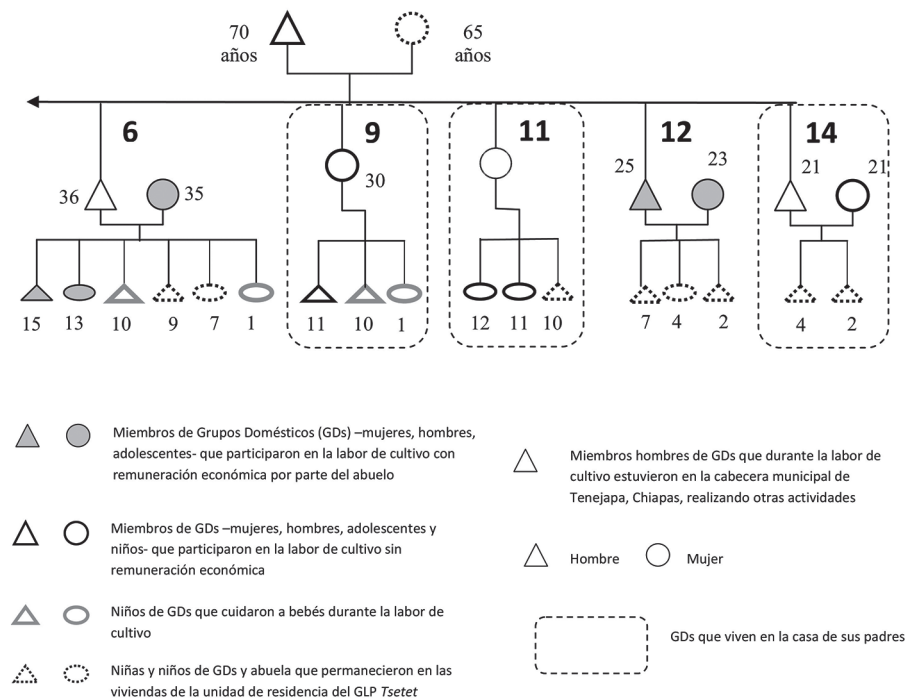 70
años
65
años
6
9
11
12
14
36
35
30
25
23
21
21
15
13
10
9
7
1
11
10
1
12
11
10
7
4
2
4
2
Miembros de Grupos Domésticos (GDs) –mujeres, hombres,
adolescentes- que participaron en la labor de cultivo con
remuneración económica por parte del abuelo
Miembros de GDs –mujeres, hombres, adolescentes y
niños- que participaron en la labor de cultivo sin
remuneración económica
Niños de GDs que cuidaron a bebés durante la labor de
cultivo
Niñas y niños de GDs y abuela que permanecieron en las
viviendas de la unidad de residencia del GLP Tsetet
Miembros hombres de GDs que durante la labor de
cultivo estuvieron en la cabecera municipal de
Tenejapa, Chiapas, realizando otras actividades
Hombre
Mujer
GDs que viven en la casa de sus padres